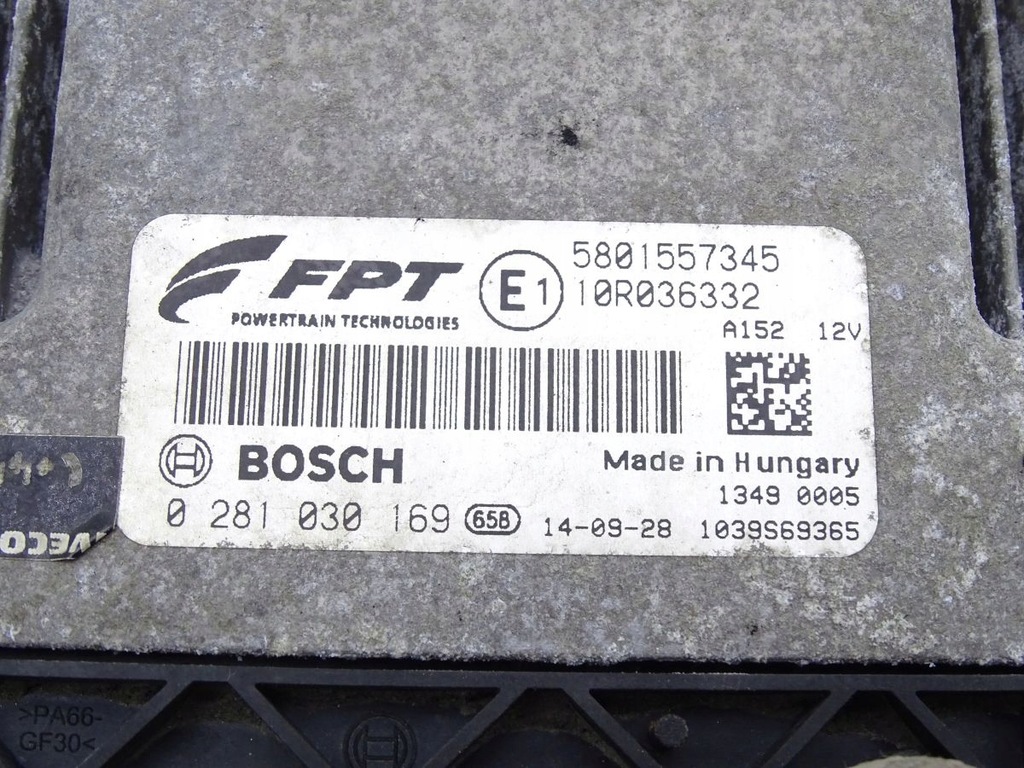 FPT
POWERTRAIN TECHNOLOGIES
E1
5801557345
10R036332
A152 12V
BOSCH
Made in Hungary
1349 0005
0 281 030 169 65B 14-09-28 1039S69365
>PA66-
GF30<